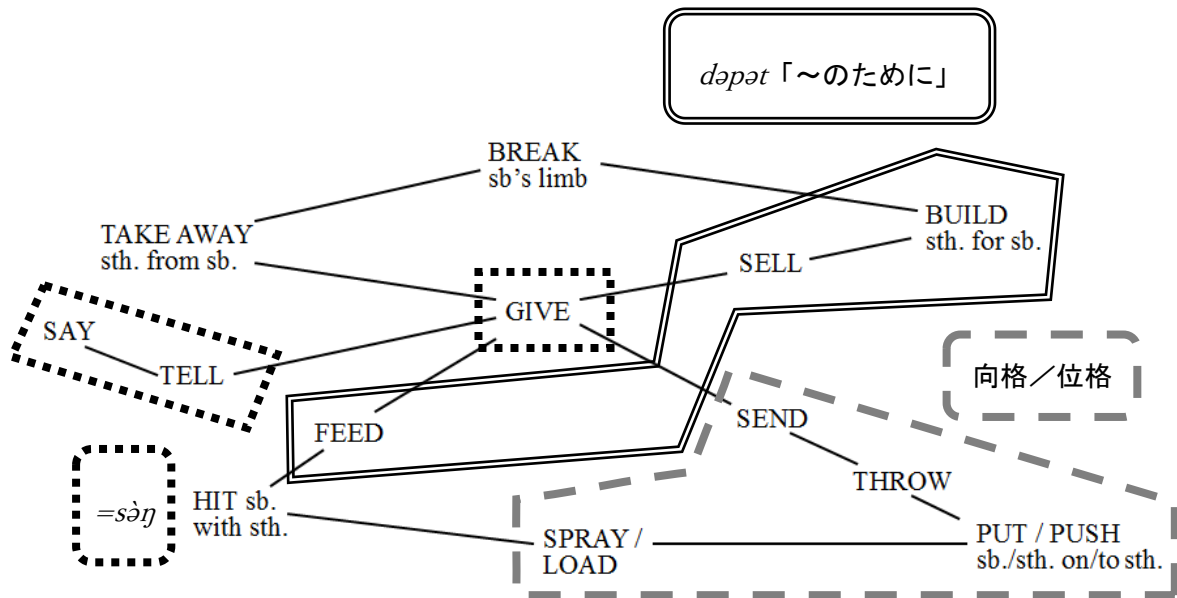 dəpət「～のために」
BREAK
sb's limb
TAKE AWAY
sth. from sb.
BUILD
sth. for sb.
SELL
GIVE
SAY
TELL
向格／位格
SEND
FEED
THROW
=sə̀ŋ
HIT sb.
with sth.
SPRAY /
LOAD
PUT / PUSH
sb./sth. on/to sth.